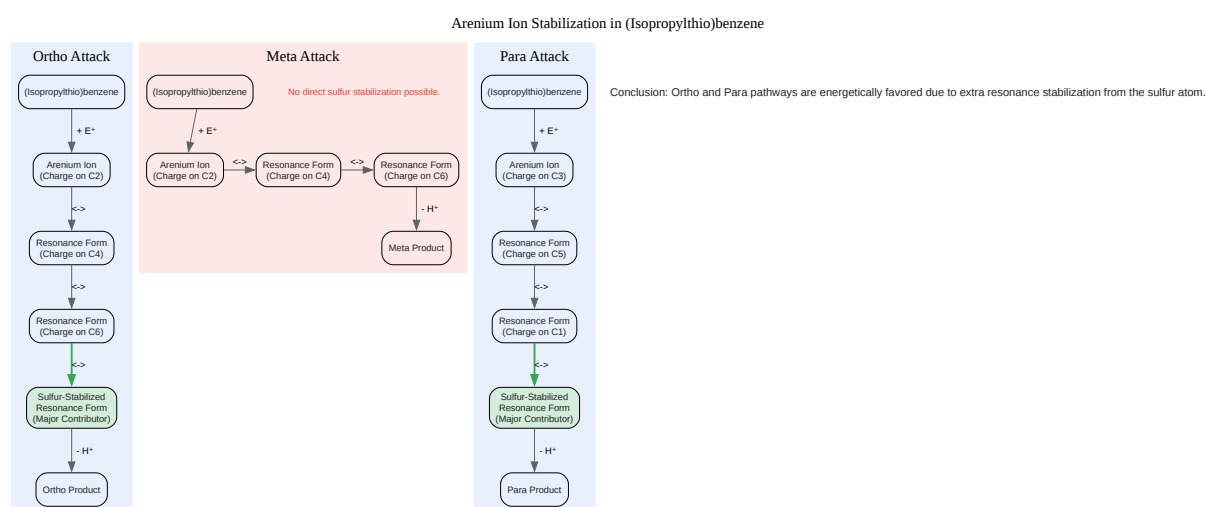 Arenium Ion Stabilization in (Isopropylthio)benzene
Ortho Attack
(Isopropylthio)benzene
+ E⁺
Arenium Ion
(Charge on C2)
<->
Resonance Form
(Charge on C4)
<->
Resonance Form
(Charge on C6)
<->
Sulfur-Stabilized
Resonance Form
(Major Contributor)
- H⁺
Ortho Product
Meta Attack
(Isopropylthio)benzene
No direct sulfur stabilization possible.
+ E⁺
Arenium Ion
(Charge on C2)
<->
Resonance Form
(Charge on C4)
<->
Resonance Form
(Charge on C6)
- H⁺
Meta Product
Para Attack
(Isopropylthio)benzene
+ E⁺
Arenium Ion
(Charge on C3)
<->
Resonance Form
(Charge on C5)
<->
Resonance Form
(Charge on C1)
<->
Sulfur-Stabilized
Resonance Form
(Major Contributor)
- H⁺
Para Product
Conclusion: Ortho and Para pathways are energetically favored due to extra resonance stabilization from the sulfur atom.